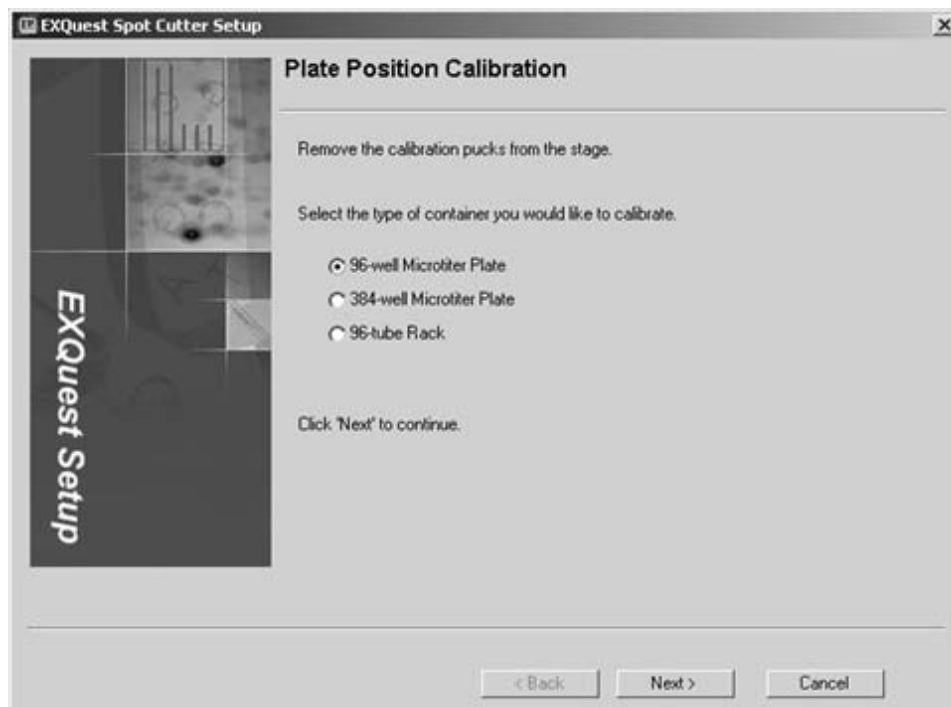 EXQuest Spot Cutter Setup
Plate Position Calibration
Remove the calibration pucks from the stage.
Select the type of container you would like to calibrate.
96-well Microtiter Plate
384-well Microtiter Plate
96-tube Rack
Click 'Next' to continue.
EXQuest Setup
< Back
Next >
Cancel